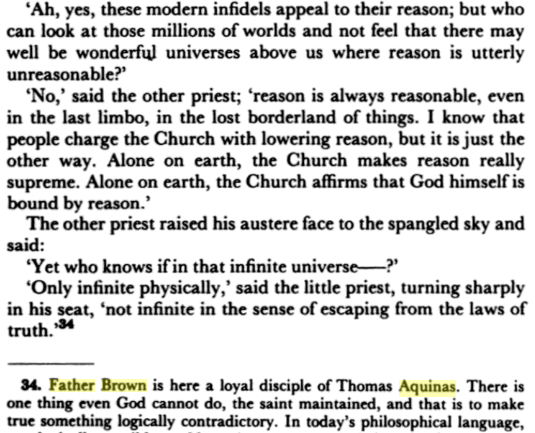 ‘Ah, yes, these modern infidels appeal to their reason; but who
can look at those millions of worlds and not feel that there may
well be wonderful universes above us where reason is utterly
unreasonable?’
‘No,’ said the other priest; ‘reason is always reasonable, even
in the last limbo, in the lost borderland of things. I know that
people charge the Church with lowering reason, but it is just the
other way. Alone on earth, the Church makes reason really
supreme. Alone on earth, the Church affirms that God himself is
bound by reason.’
The other priest raised his austere face to the spangled sky and
said:
‘Yet who knows if in that infinite universe——?’
‘Only infinite physically,’ said the little priest, turning sharply
in his seat, ‘not infinite in the sense of escaping from the laws of
truth.’34
34. Father Brown is here a loyal disciple of Thomas Aquinas. There is
one thing even God cannot do, the saint maintained, and that is to make
true something logically contradictory. In today’s philosophical language,